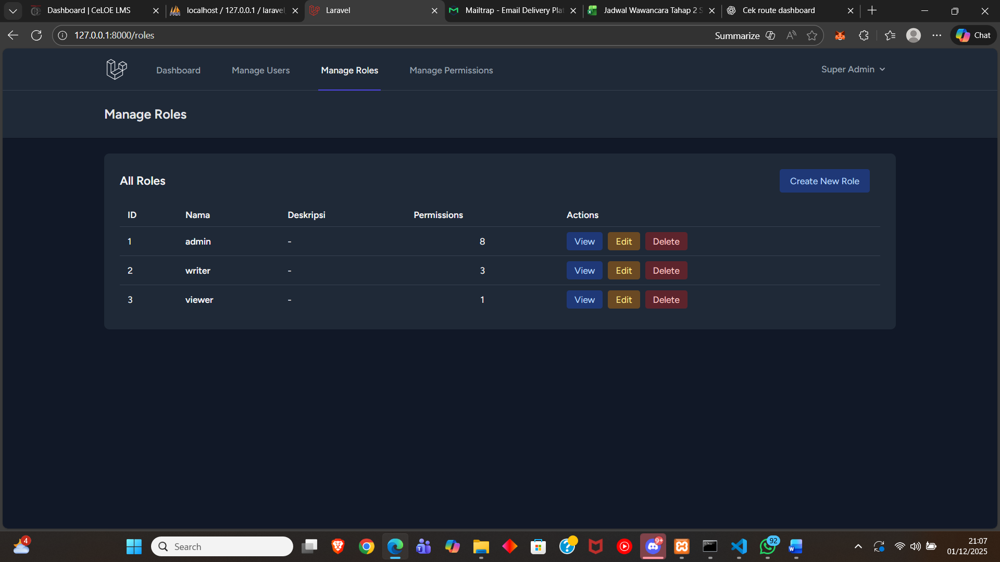 Dashboard | CeLOE LMS
localhost / 127.0.0.1 / laravel_
Laravel
Mailtrap - Email Delivery Pla
Jadwal Wawancara Tahap 2 S
Cek route dashboard
127.0.0.1:8000/roles
Summarize
Chat
Dashboard
Manage Users
Manage Roles
Manage Permissions
Super Admin
Manage Roles
All Roles
Create New Role
ID Nama Deskripsi Permissions Actions
1 admin - 8 View Edit Delete
2 writer - 3 View Edit Delete
3 viewer - 1 View Edit Delete
4
Search
9+
92
21:07
01/12/2025